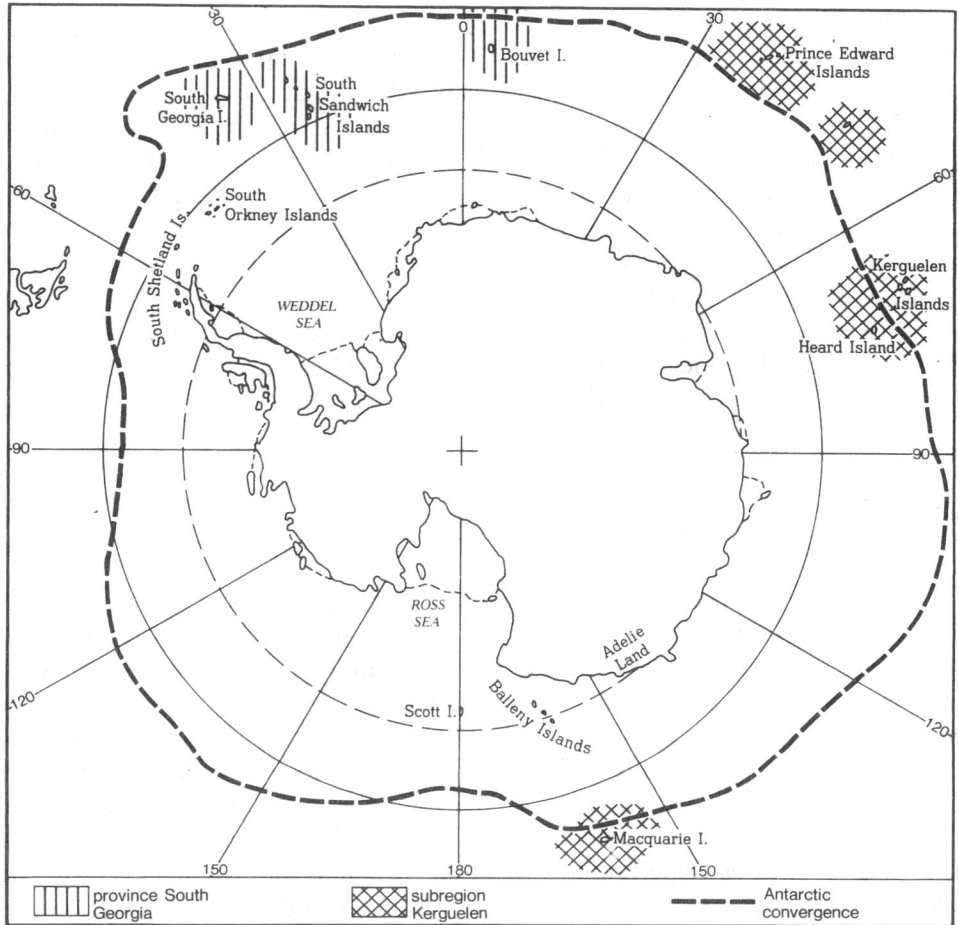 30
0
30
Bouvet I.
Prince Edward
Islands
South
Georgia I.
South
Sandwich
Islands
60
60
South
Orkney Islands
South Shetland Is.
WEDDEL
SEA
Kerguelen
Islands
Heard Island
90
90
ROSS
SEA
Adelie
Land
Scott I.
Balleny Islands
120
120
Macquarie I.
150
180
150
province South
Georgia
subregion
Kerguelen
Antarctic
convergence